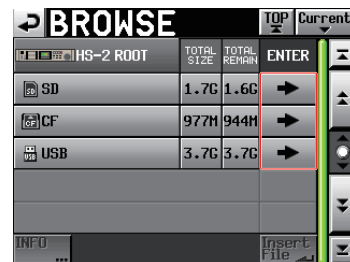 BROWSE TOP Current
HS-2 ROOT TOTAL SIZE TOTAL REMAIN ENTER
SD 1.7G 1.6G
CF 977M 944M
USB 3.7G 3.7G
INFO ... Insert File